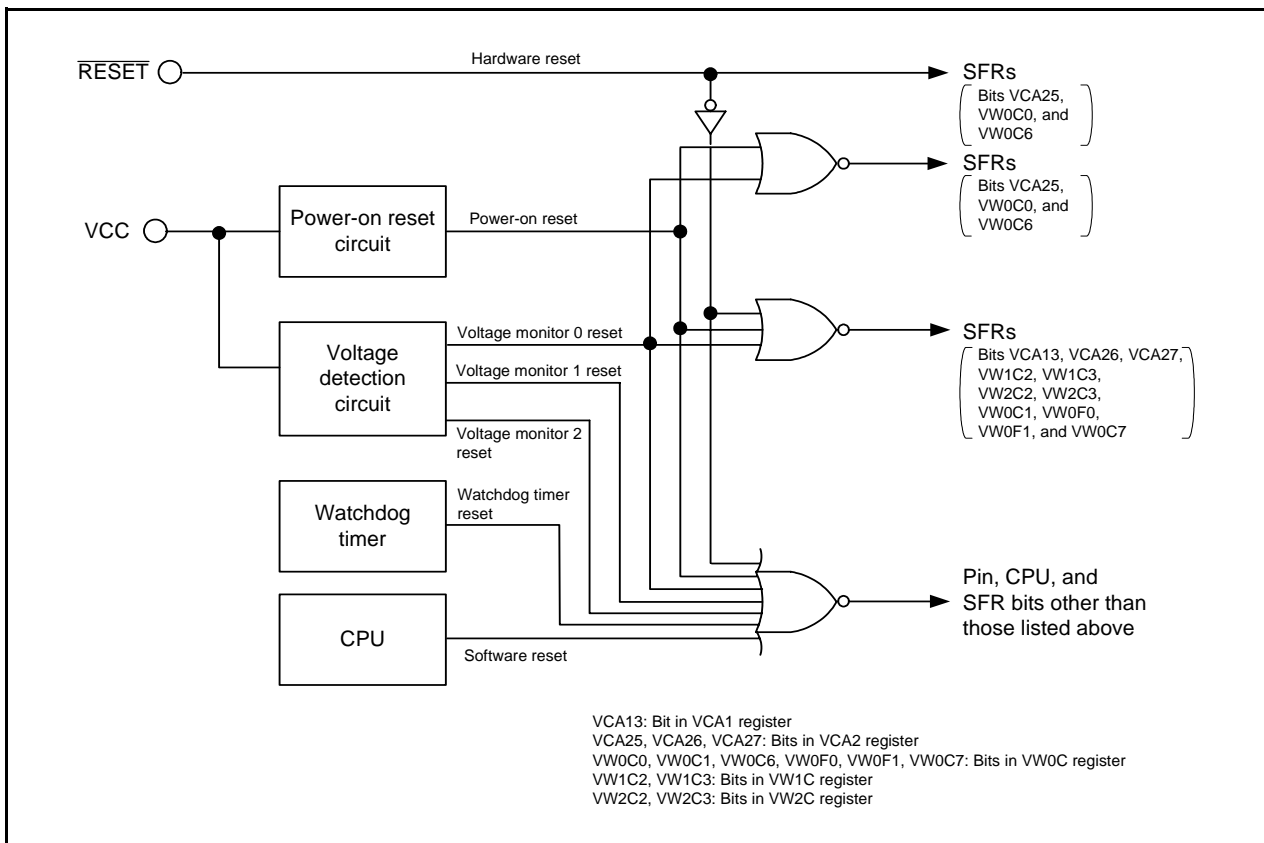 Hardware reset
RESET
SFRs
Bits VCA25,
VW0C0, and
VW0C6
SFRs
Bits VCA25,
VW0C0, and
VW0C6
VCC
Power-on reset
circuit
Power-on reset
Voltage
detection
circuit
Voltage monitor 0 reset
Voltage monitor 1 reset
Voltage monitor 2
reset
SFRs
Bits VCA13, VCA26, VCA27,
VW1C2, VW1C3,
VW2C2, VW2C3,
VW0C1, VW0F0,
VW0F1, and VW0C7
Watchdog
timer
Watchdog timer
reset
CPU
Software reset
Pin, CPU, and
SFR bits other than
those listed above
VCA13: Bit in VCA1 register
VCA25, VCA26, VCA27: Bits in VCA2 register
VW0C0, VW0C1, VW0C6, VW0F0, VW0F1, VW0C7: Bits in VW0C register
VW1C2, VW1C3: Bits in VW1C register
VW2C2, VW2C3: Bits in VW2C register